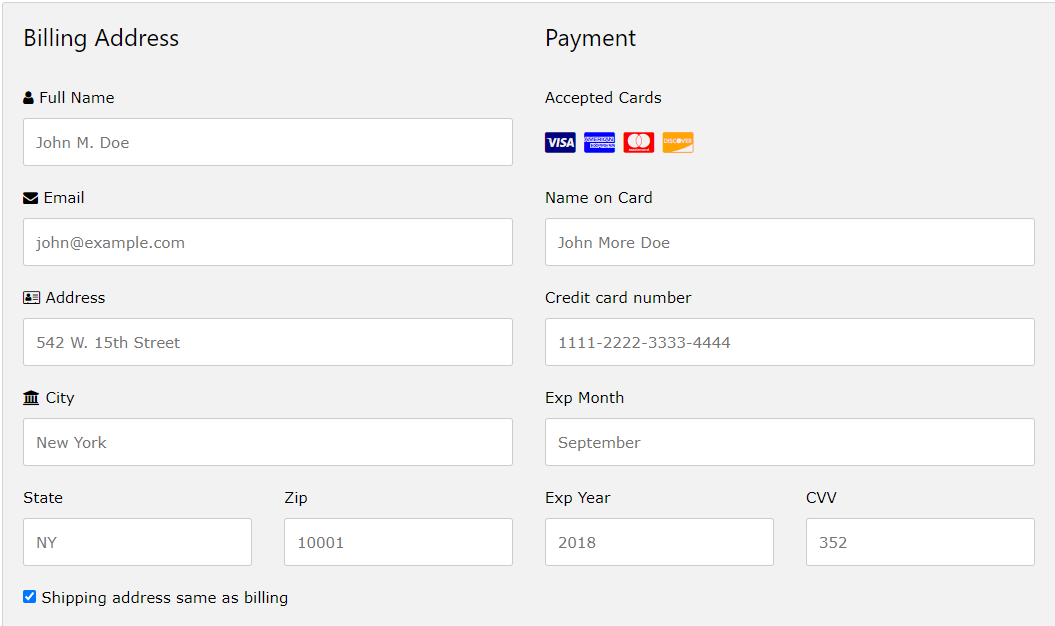 Billing Address
Full Name
John M. Doe
Email
john@example.com
Address
542 W. 15th Street
City
New York
State Zip
NY 10001
Shipping address same as billing
Payment
Accepted Cards
VISA AMERICAN EXPRESS mastercard DISCOVER
Name on Card
John More Doe
Credit card number
1111-2222-3333-4444
Exp Month
September
Exp Year CVV
2018 352